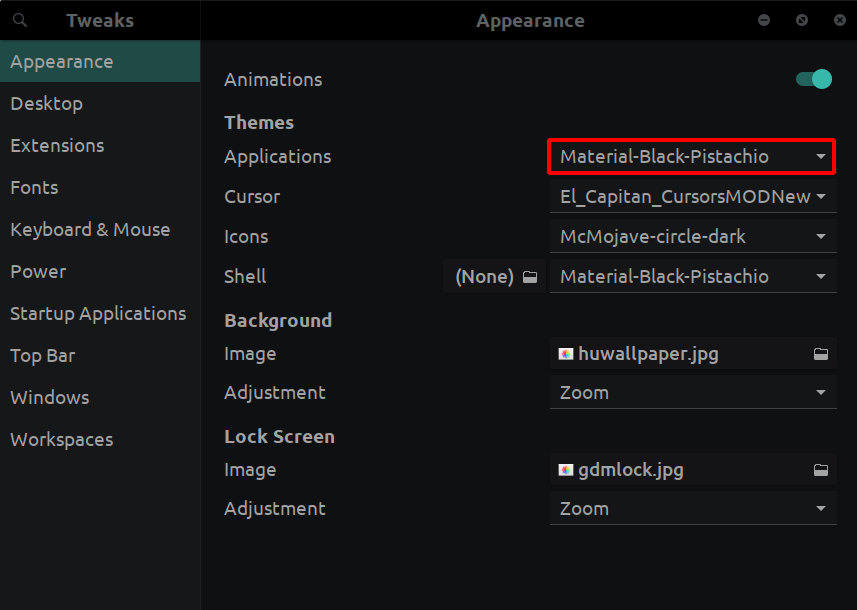 Tweaks
Appearance
Appearance
Desktop
Extensions
Fonts
Keyboard & Mouse
Power
Startup Applications
Top Bar
Windows
Workspaces
Animations
Themes
Applications Material-Black-Pistachio
Cursor El_Capitan_CursorsMODNew
Icons McMojave-circle-dark
Shell (None) Material-Black-Pistachio
Background
Image huwallpaper.jpg
Adjustment Zoom
Lock Screen
Image gdmlock.jpg
Adjustment Zoom